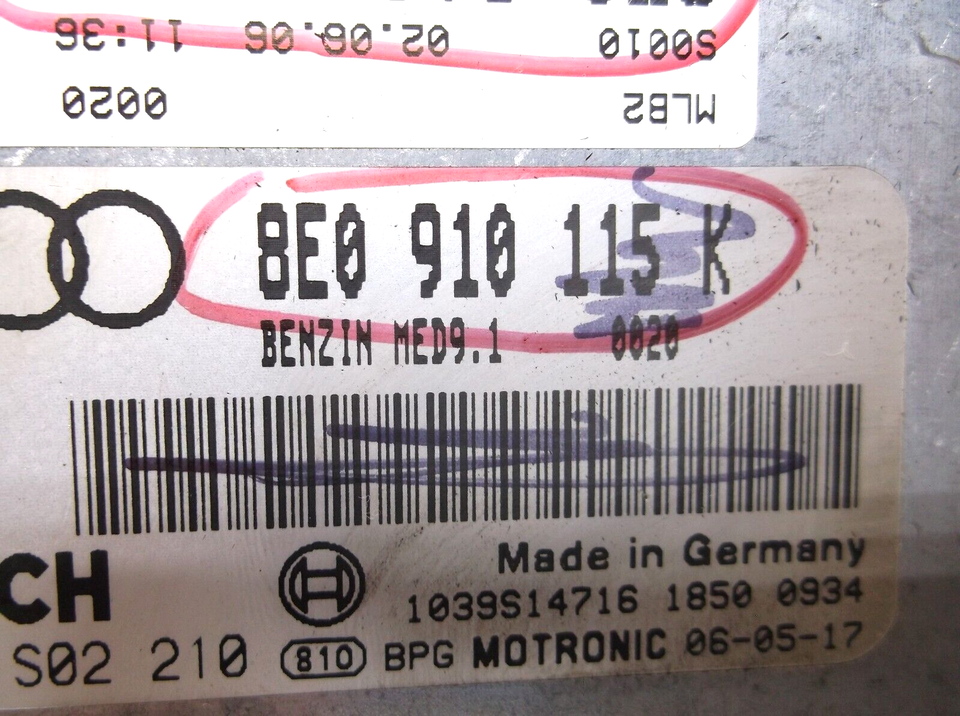 MLB2 0020
S0010 02.06.06 11:36
8E0 910 115 K
BENZIN MED9.1 0020
Made in Germany
CH 1039S14716 1850 0934
S02 210 810 BPG MOTRONIC 06-05-17